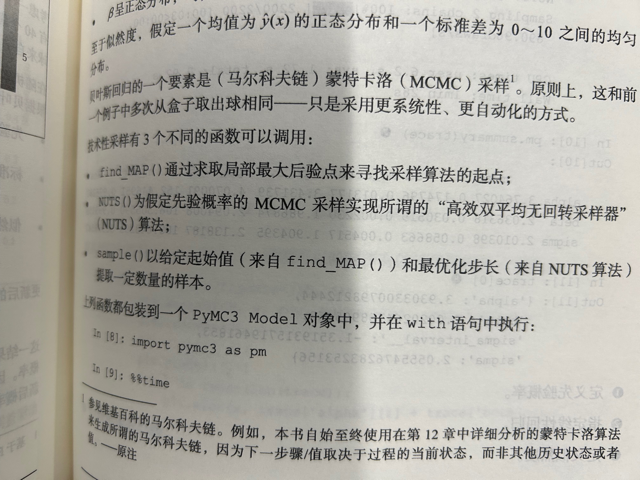 • β呈正态分布，
至于似然度，假定一个均值为 ŷ(x) 的正态分布和一个标准差为 0～10 之间的均匀
分布。
贝叶斯回归的一个要素是（马尔科夫链）蒙特卡洛（MCMC）采样1。原则上，这和前
一个例子中多次从盒子取出球相同——只是采用更系统性、更自动化的方式。
技术性采样有 3 个不同的函数可以调用：
• find_MAP()通过求取局部最大后验点来寻找采样算法的起点；
• NUTS()为假定先验概率的 MCMC 采样实现所谓的“高效双平均无回转采样器”
（NUTS）算法；
• sample()以给定起始值（来自 find_MAP()）和最优化步长（来自 NUTS 算法）
提取一定数量的样本。
上列函数都包装到一个 PyMC3 Model 对象中，并在 with 语句中执行：
In [8]: import pymc3 as pm
In [9]: %%time
参见维基百科的马尔科夫链。例如，本书自始至终使用在第 12 章中详细分析的蒙特卡洛算法
来生成所谓的马尔科夫链，因为下一步骤/值取决于过程的当前状态，而非其他历史状态或者
值。——原注
5